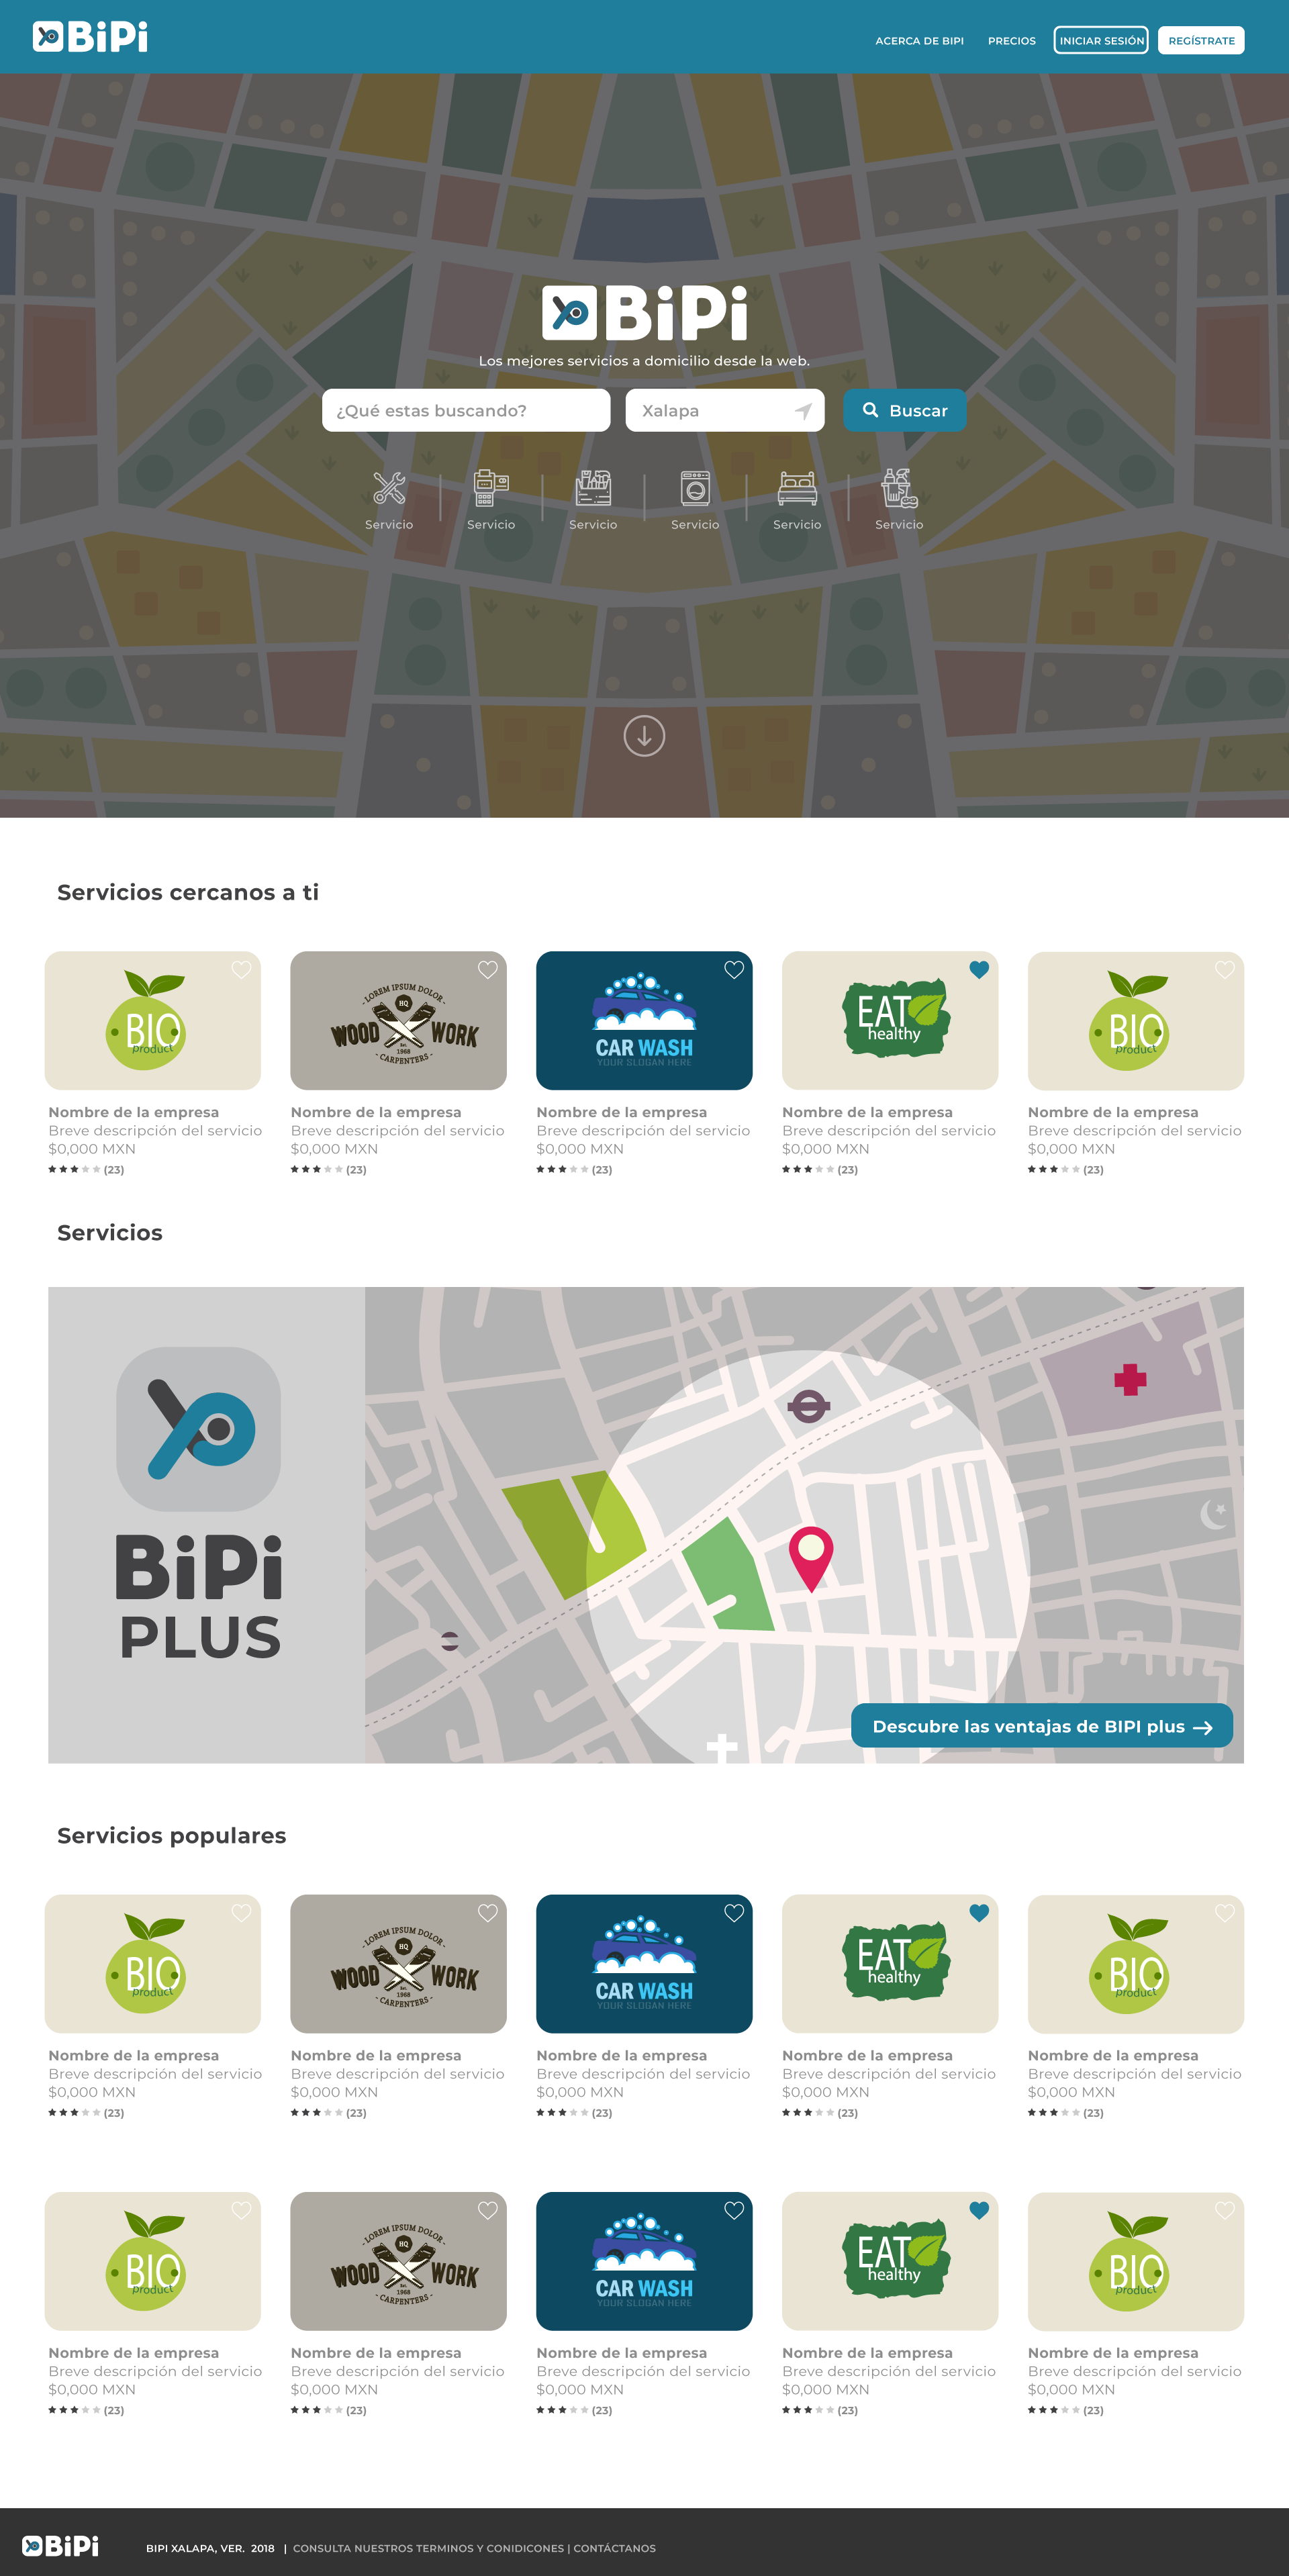 BiPi
ACERCA DE BIPI PRECIOS INICIAR SESIÓN REGÍSTRATE
BiPi
Los mejores servicios a domicilio desde la web.
¿Qué estas buscando? Xalapa Buscar
Servicio Servicio Servicio Servicio Servicio Servicio
Servicios cercanos a ti
BIO
product
LOREM IPSUM DOLOR
HQ
WOOD WORK
Est.
1968
CARPENTERS
CAR WASH
YOUR SLOGAN HERE
EAT
healthy
BIO
product
Nombre de la empresa Nombre de la empresa Nombre de la empresa Nombre de la empresa Nombre de la empresa
Breve descripción del servicio Breve descripción del servicio Breve descripción del servicio Breve descripción del servicio Breve descripción del servicio
$0,000 MXN $0,000 MXN $0,000 MXN $0,000 MXN $0,000 MXN
(23) (23) (23) (23) (23)
Servicios
BiPi
PLUS
Descubre las ventajas de BIPI plus
Servicios populares
BIO
product
LOREM IPSUM DOLOR
HQ
WOOD WORK
Est.
1968
CARPENTERS
CAR WASH
YOUR SLOGAN HERE
EAT
healthy
BIO
product
Nombre de la empresa Nombre de la empresa Nombre de la empresa Nombre de la empresa Nombre de la empresa
Breve descripción del servicio Breve descripción del servicio Breve descripción del servicio Breve descripción del servicio Breve descripción del servicio
$0,000 MXN $0,000 MXN $0,000 MXN $0,000 MXN $0,000 MXN
(23) (23) (23) (23) (23)
BIO
product
LOREM IPSUM DOLOR
HQ
WOOD WORK
Est.
1968
CARPENTERS
CAR WASH
YOUR SLOGAN HERE
EAT
healthy
BIO
product
Nombre de la empresa Nombre de la empresa Nombre de la empresa Nombre de la empresa Nombre de la empresa
Breve descripción del servicio Breve descripción del servicio Breve descripción del servicio Breve descripción del servicio Breve descripción del servicio
$0,000 MXN $0,000 MXN $0,000 MXN $0,000 MXN $0,000 MXN
(23) (23) (23) (23) (23)
BiPi BIPI XALAPA, VER. 2018 | CONSULTA NUESTROS TERMINOS Y CONIDICONES | CONTÁCTANOS